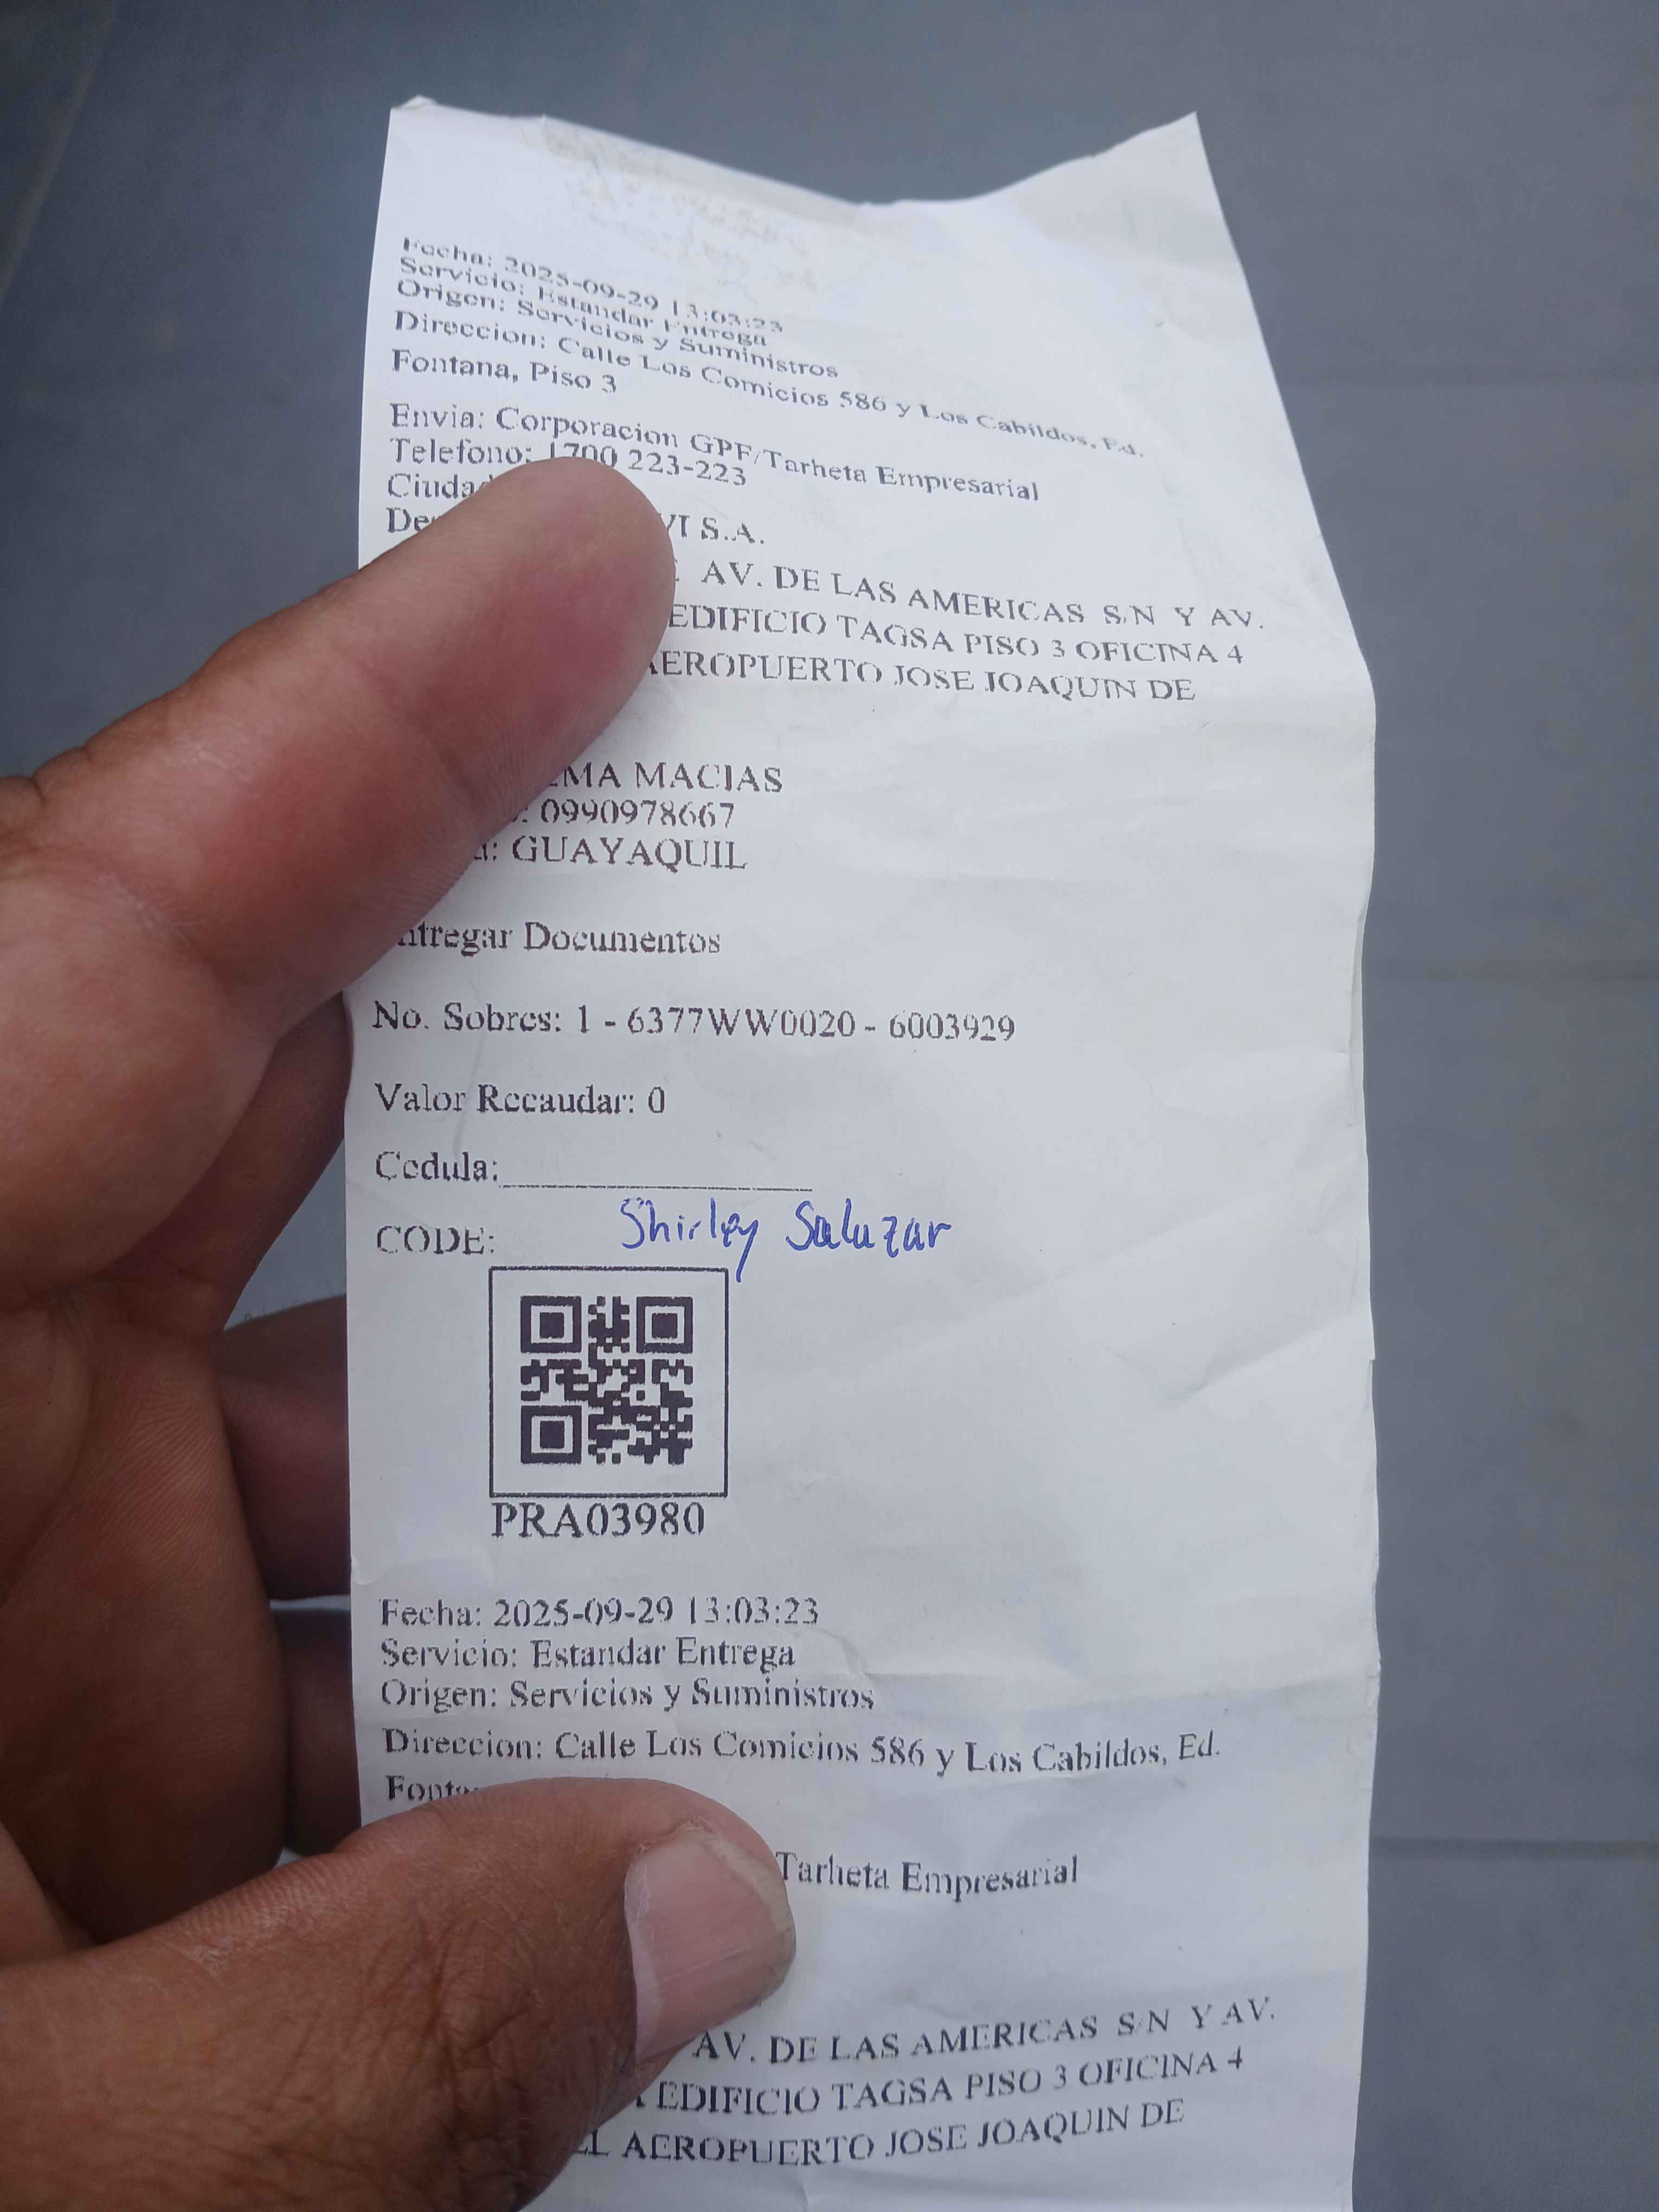 Fecha: 2025-09-29 13:03:23
Servicio: Estandar Entrega
Origen: Servicios y Suministros
Direccion: Calle Los Comicios 586 y Los Cabildos, Ed.
Fontana, Piso 3
Envia: Corporacion GPF/Tarheta Empresarial
Telefono: 1700 223-223
S.A.
AV. DE LAS AMERICAS S/N Y AV.
EDIFICIO TAGSA PISO 3 OFICINA 4
AEROPUERTO JOSE JOAQUIN DE
MACIAS
0990978667
GUAYAQUIL
Entregar Documentos
No. Sobres: 1 - 6377WW0020 - 6003929
Valor Recaudar: 0
Cedula:
Shirley Salazar
CODE:
PRA03980
Fecha: 2025-09-29 13:03:23
Servicio: Estandar Entrega
Origen: Servicios y Suministros
Direccion: Calle Los Comicios 586 y Los Cabildos, Ed.
Tarheta Empresarial
AV. DE LAS AMERICAS S/N Y AV.
EDIFICIO TAGSA PISO 3 OFICINA 4
AEROPUERTO JOSE JOAQUIN DE